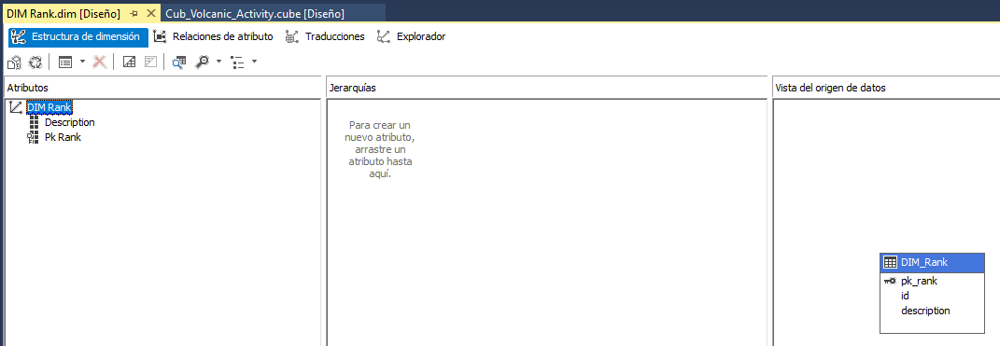 DIM Rank.dim [Diseño] Cub_Volcanic_Activity.cube [Diseño]
Estructura de dimensión Relaciones de atributo Traducciones Explorador
Atributos Jerarquías Vista del origen de datos
DIM Rank
Description
Pk Rank
Para crear un
nuevo atributo,
arrastre un
atributo hasta
aquí.
DIM_Rank
pk_rank
id
description